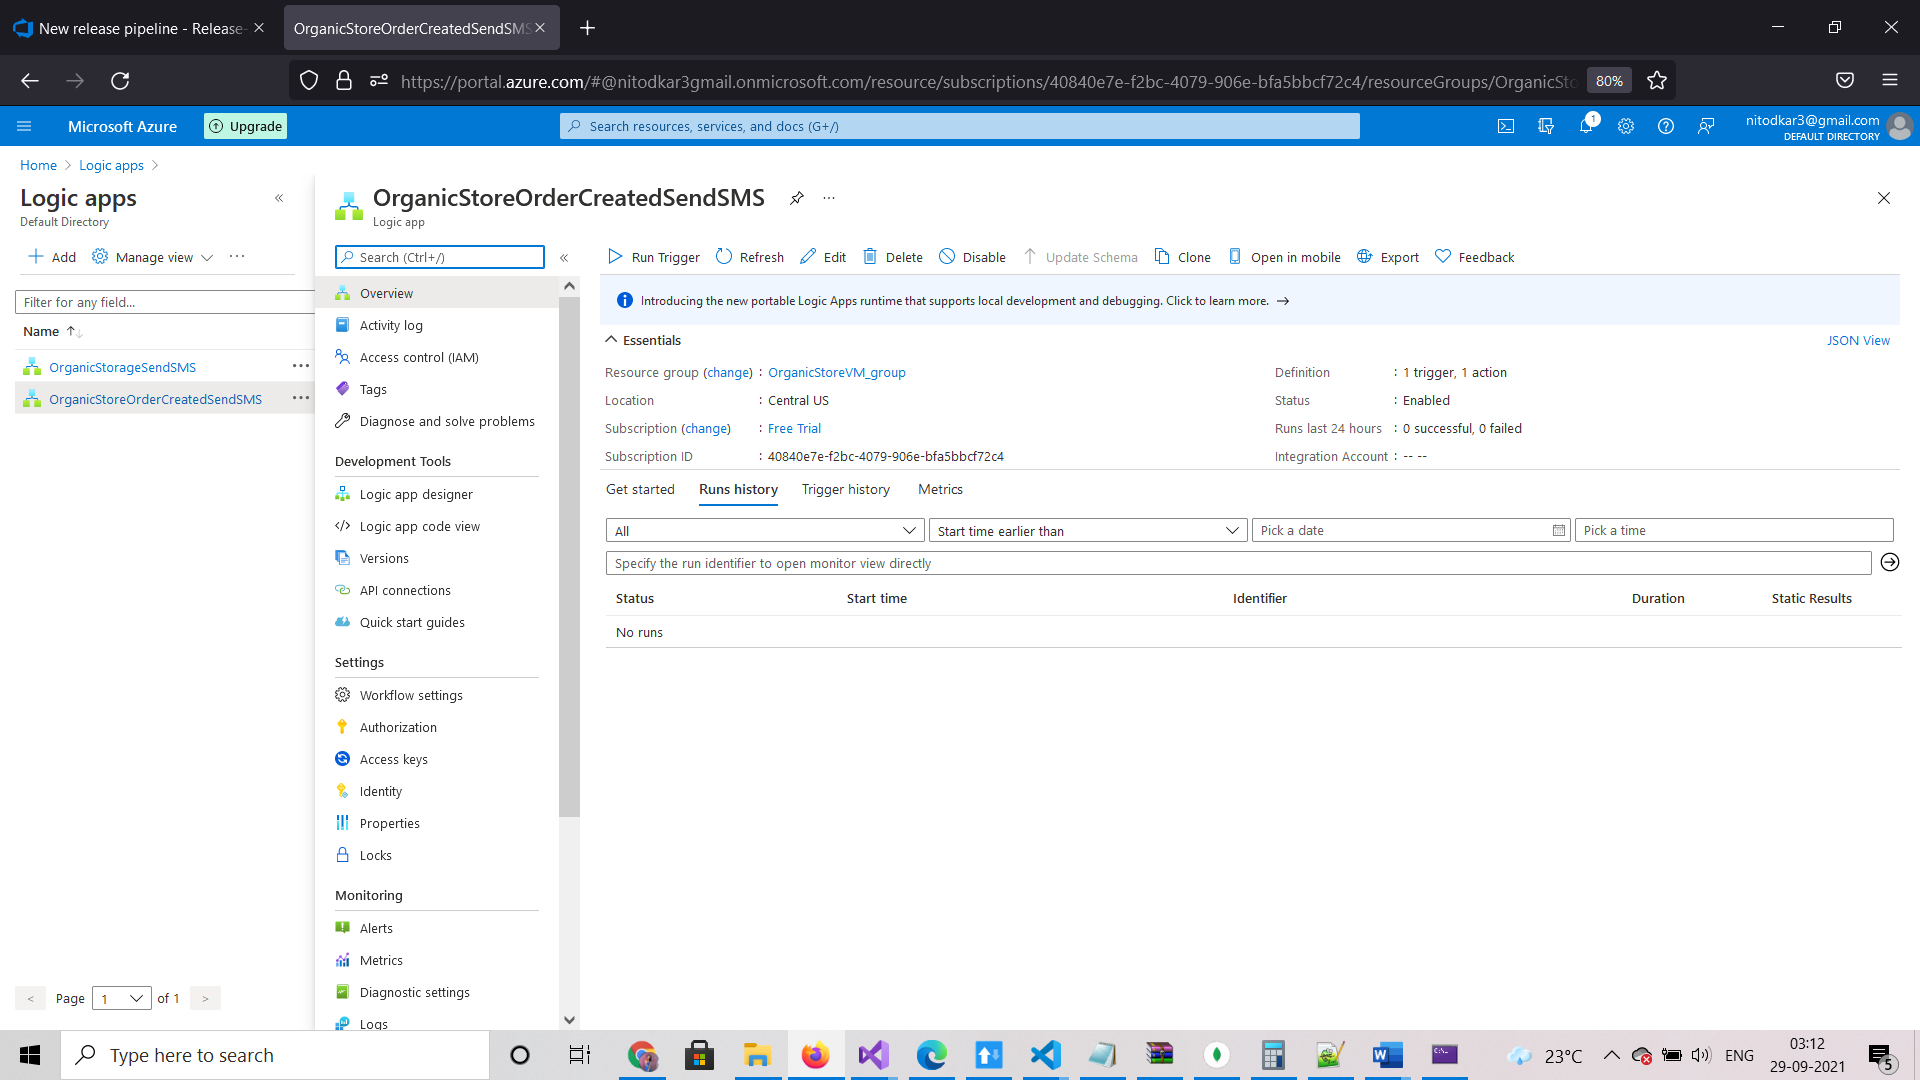 New release pipeline - Release-
OrganicStoreOrderCreatedSendSMS
https://portal.azure.com/#@nitodkar3gmail.onmicrosoft.com/resource/subscriptions/40840e7e-f2bc-4079-906e-bfa5bbcf72c4/resourceGroups/OrganicSto
80%
Microsoft Azure
Upgrade
Search resources, services, and docs (G+/)
1
nitodkar3@gmail.com
DEFAULT DIRECTORY
Home > Logic apps >
Logic apps
Default Directory
Add
Manage view
Filter for any field...
Name
OrganicStorageSendSMS
OrganicStoreOrderCreatedSendSMS
< Page 1 of 1 >
OrganicStoreOrderCreatedSendSMS
Logic app
Search (Ctrl+/)
Overview
Activity log
Access control (IAM)
Tags
Diagnose and solve problems
Development Tools
Logic app designer
Logic app code view
Versions
API connections
Quick start guides
Settings
Workflow settings
Authorization
Access keys
Identity
Properties
Locks
Monitoring
Alerts
Metrics
Diagnostic settings
Logs
Run Trigger Refresh Edit Delete Disable Update Schema Clone Open in mobile Export Feedback
Introducing the new portable Logic Apps runtime that supports local development and debugging. Click to learn more. →
Essentials
JSON View
Resource group (change) : OrganicStoreVM_group
Location : Central US
Subscription (change) : Free Trial
Subscription ID : 40840e7e-f2bc-4079-906e-bfa5bbcf72c4
Definition : 1 trigger, 1 action
Status : Enabled
Runs last 24 hours : 0 successful, 0 failed
Integration Account : -- --
Get started Runs history Trigger history Metrics
All
Start time earlier than
Pick a date
Pick a time
Specify the run identifier to open monitor view directly
Status Start time Identifier Duration Static Results
No runs
Type here to search
23°C
ENG
03:12
29-09-2021
5